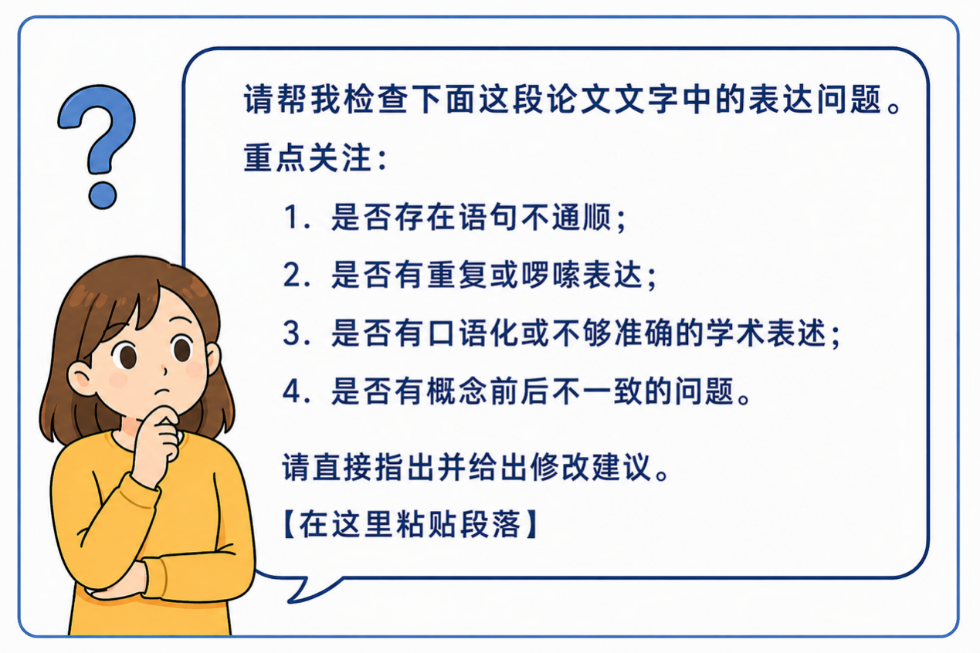 ?
请帮我检查下面这段论文文字中的表达问题。
重点关注：
1. 是否存在语句不通顺；
2. 是否有重复或啰嗦表达；
3. 是否有口语化或不够准确的学术表述；
4. 是否有概念前后不一致的问题。
请直接指出并给出修改建议。
【在这里粘贴段落】